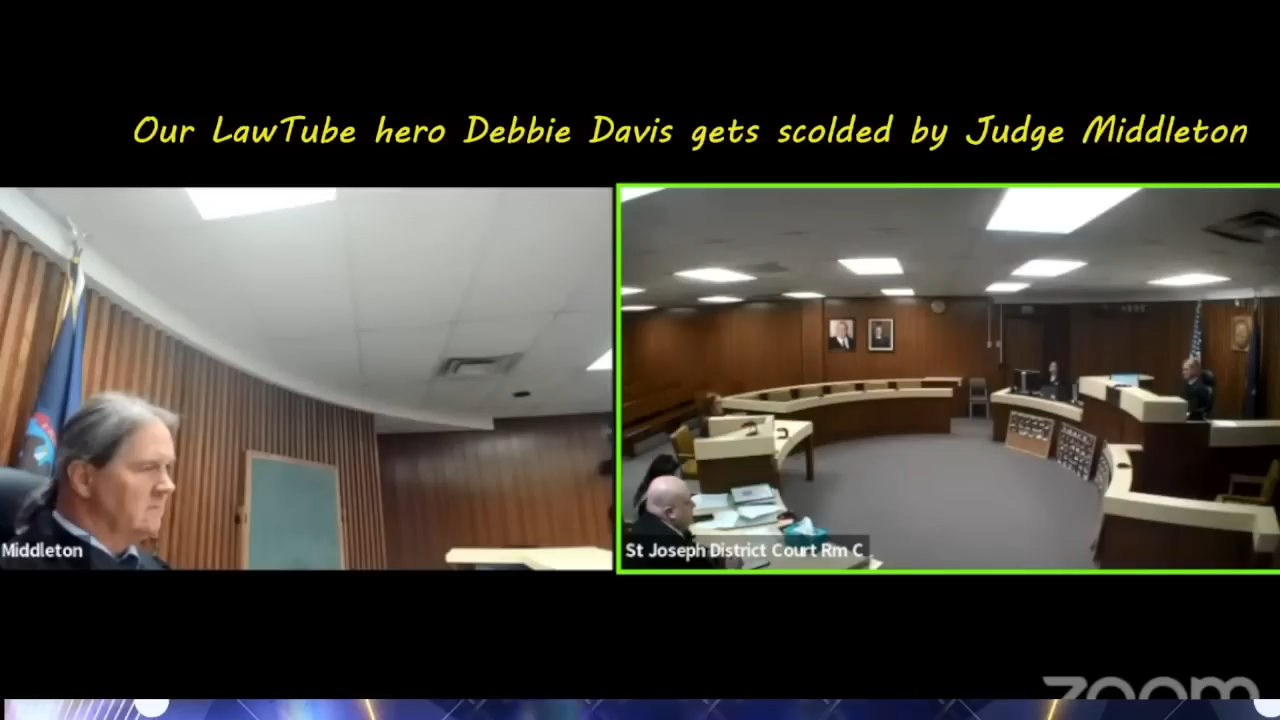 Our LawTube hero Debbie Davis gets scolded by Judge Middleton
Middleton
St Joseph District Court Rm C
zoom